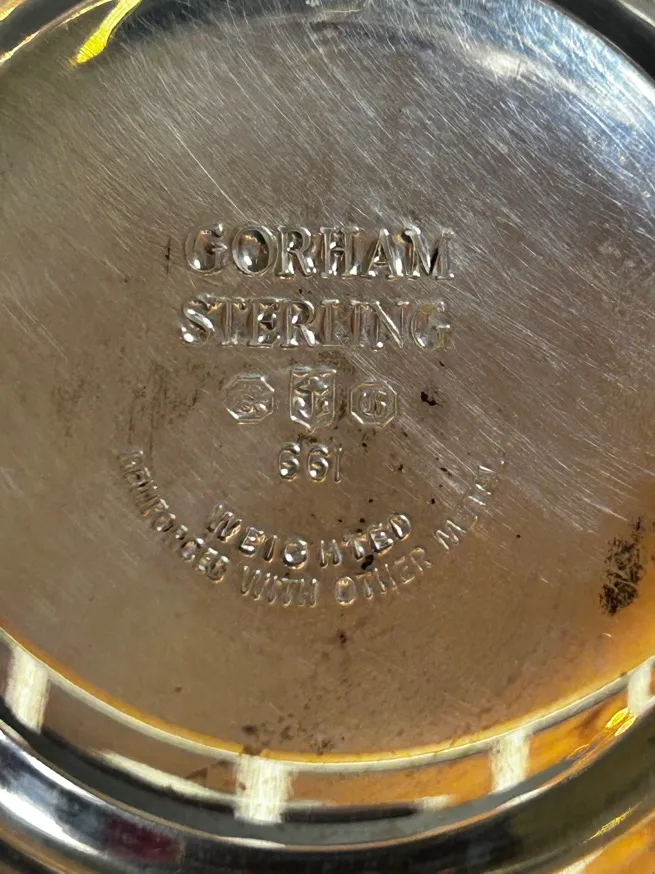 GORHAM
STERLING
661
WEIGHTED
REINFORCED WITH OTHER METAL